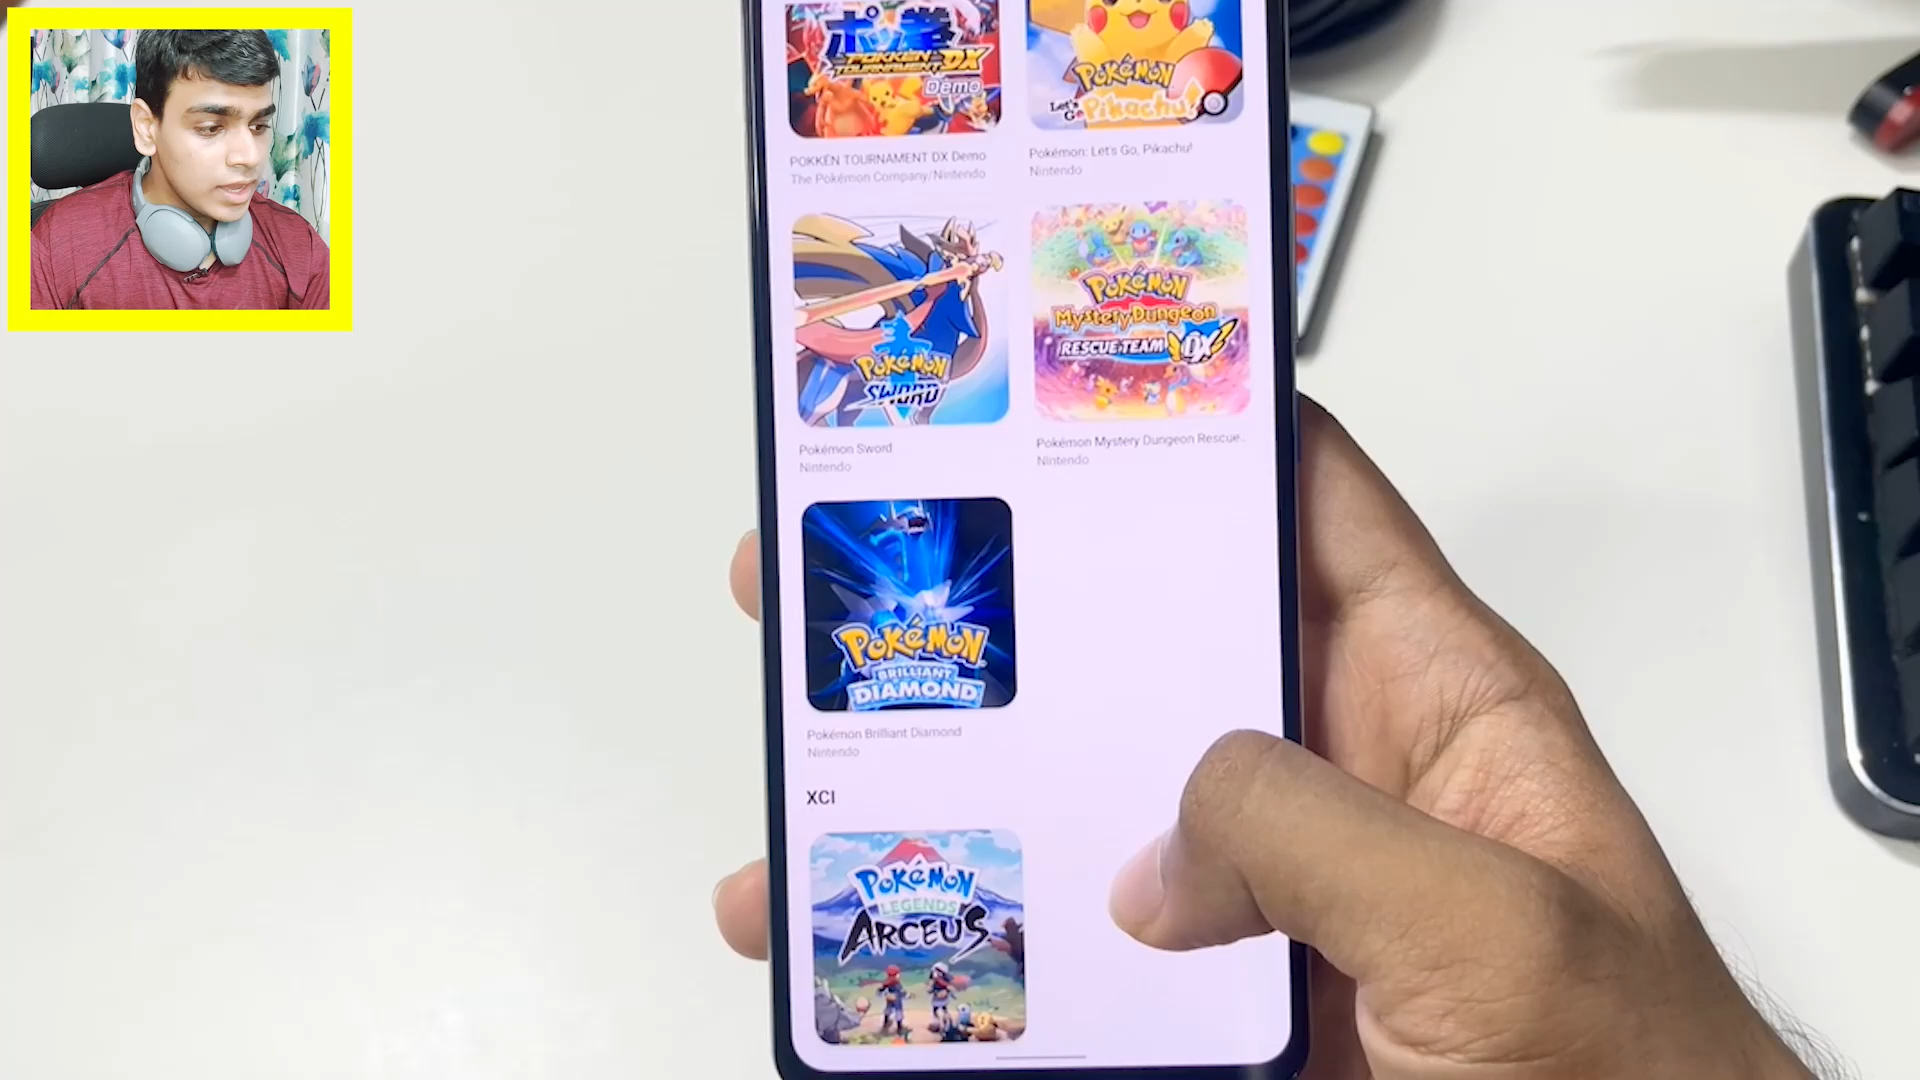 ポッ拳
POKKÉN
TOURNAMENT DX
Demo
POKÉMON
Let's Go Pikachu!
POKKÉN TOURNAMENT DX Demo
The Pokémon Company/Nintendo
Pokémon: Let's Go, Pikachu!
Nintendo
POKÉMON
SWORD
POKÉMON
Mystery Dungeon
RESCUE TEAM DX
Pokémon Sword
Nintendo
Pokémon Mystery Dungeon Rescue..
Nintendo
POKÉMON
BRILLIANT
DIAMOND
Pokémon Brilliant Diamond
Nintendo
XCI
POKÉMON
LEGENDS
ARCEUS